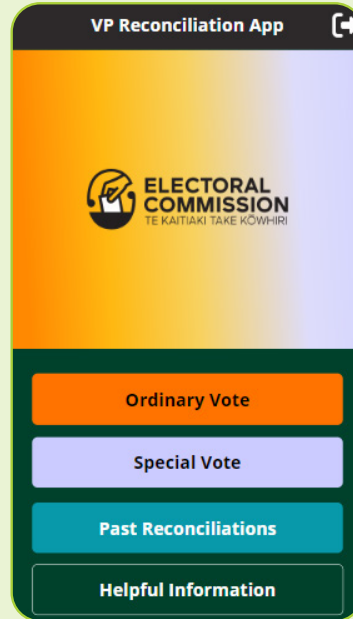 VP Reconciliation App
ELECTORAL
COMMISSION
TE KAITIAKI TAKE KŌWHIRI
Ordinary Vote
Special Vote
Past Reconciliations
Helpful Information